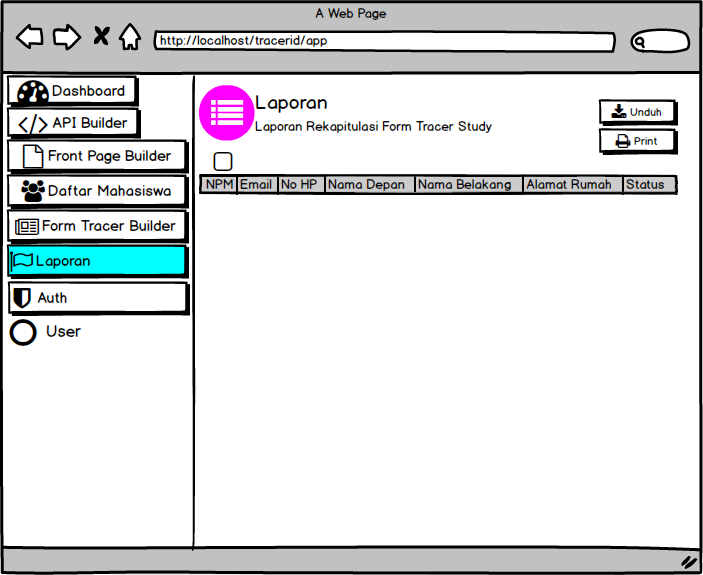 A Web Page
http://localhost/tracerid/app
Dashboard
API Builder
Front Page Builder
Daftar Mahasiswa
Form Tracer Builder
Laporan
Auth
User
Laporan
Laporan Rekapitulasi Form Tracer Study
Unduh
Print
NPM Email No HP Nama Depan Nama Belakang Alamat Rumah Status